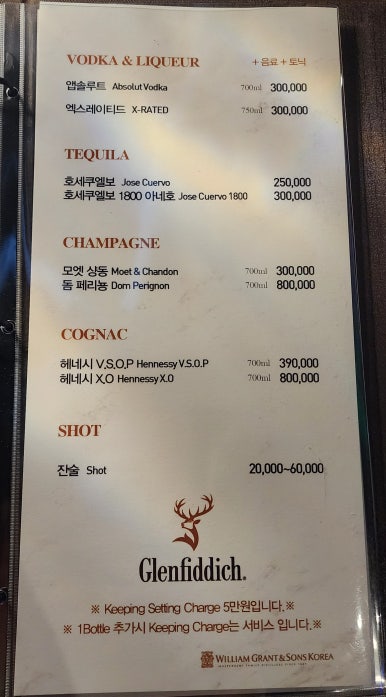 VODKA & LIQUEUR + 음료 + 토닉
앱솔루트 Absolut Vodka 700ml 300,000
엑스레이티드 X-RATED 750ml 300,000
TEQUILA
호세쿠엘보 Jose Cuervo 250,000
호세쿠엘보 1800 아네호 Jose Cuervo 1800 300,000
CHAMPAGNE
모엣 샹동 Moet & Chandon 700ml 300,000
돔 페리뇽 Dom Perignon 700ml 800,000
COGNAC
헤네시 V.S.O.P Hennessy V.S.O.P 700ml 390,000
헤네시 X.O Hennessy X.O 700ml 800,000
SHOT
잔술 Shot 20,000~60,000
Glenfiddich.
※ Keeping Setting Charge 5만원입니다.※
※ 1Bottle 추가시 Keeping Charge는 서비스 입니다.※
WILLIAM GRANT & SONS KOREA